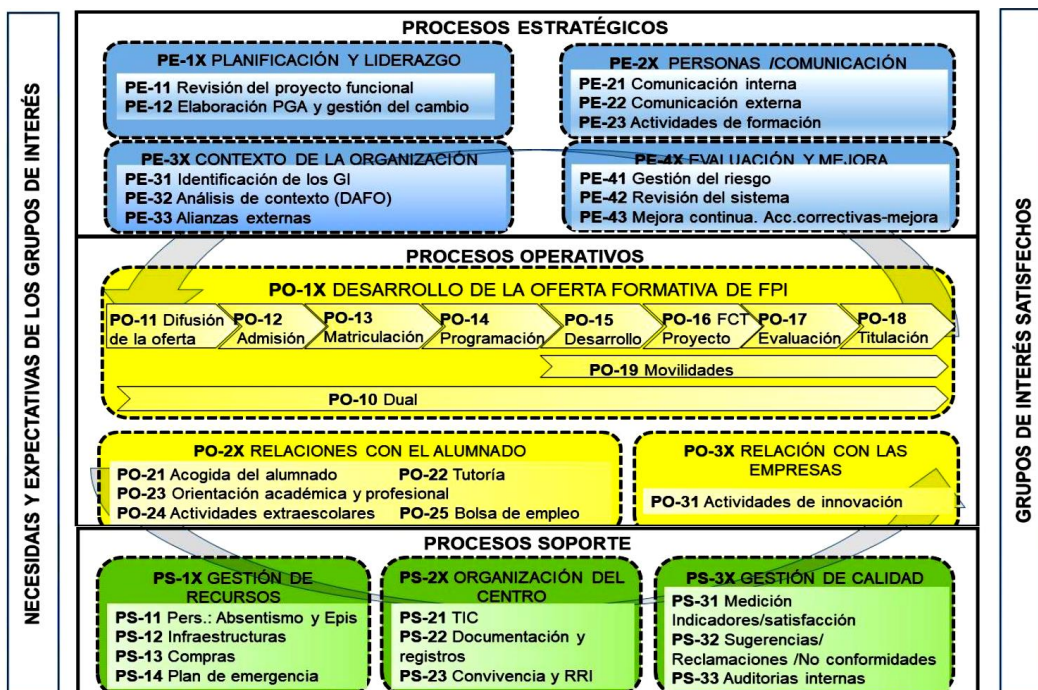 NECESIDALS Y EXPECTATIVAS DE LOS GRUPOS DE INTERÉS
PROCESOS ESTRATÉGICOS
PE-1X PLANIFICACIÓN Y LIDERAZGO
PE-11 Revisión del proyecto funcional
PE-12 Elaboración PGA y gestión del cambio
PE-2X PERSONAS /COMUNICACIÓN
PE-21 Comunicación interna
PE-22 Comunicación externa
PE-23 Actividades de formación
PE-3X CONTEXTO DE LA ORGANIZACIÓN
PE-31 Identificación de los GI
PE-32 Análisis de contexto (DAFO)
PE-33 Alianzas externas
PE-4X EVALUACIÓN Y MEJORA
PE-41 Gestión del riesgo
PE-42 Revisión del sistema
PE-43 Mejora continua. Acc.correctivas-mejora
PROCESOS OPERATIVOS
PO-1X DESARROLLO DE LA OFERTA FORMATIVA DE FPI
PO-11 Difusión
de la oferta
PO-12
Admisión
PO-13
Matriculación
PO-14
Programación
PO-15
Desarrollo
PO-16 FCT
Proyecto
PO-17
Evaluación
PO-18
Titulación
PO-19 Movilidades
PO-10 Dual
PO-2X RELACIONES CON EL ALUMNADO
PO-21 Acogida del alumnado
PO-22 Tutoría
PO-23 Orientación académica y profesional
PO-24 Actividades extraescolares
PO-25 Bolsa de empleo
PO-3X RELACIÓN CON LAS
EMPRESAS
PO-31 Actividades de innovación
PROCESOS SOPORTE
PS-1X GESTIÓN DE
RECURSOS
PS-11 Pers.: Absentismo y Epis
PS-12 Infraestructuras
PS-13 Compras
PS-14 Plan de emergencia
PS-2X ORGANIZACIÓN DEL
CENTRO
PS-21 TIC
PS-22 Documentación y
registros
PS-23 Convivencia y RRI
PS-3X GESTIÓN DE CALIDAD
PS-31 Medición
Indicadores/satisfacción
PS-32 Sugerencias/
Reclamaciones /No conformidades
PS-33 Auditorias internas
GRUPOS DE INTERÉS SATISFECHOS